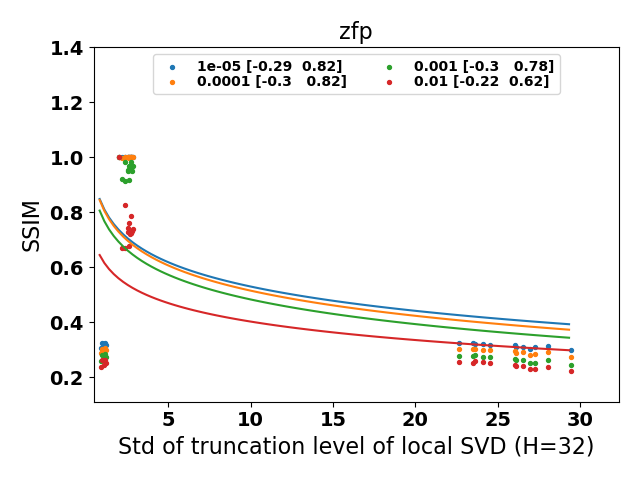 zfp
1e-05 [-0.29  0.82]
0.0001 [-0.3   0.82]
0.001 [-0.3   0.78]
0.01 [-0.22  0.62]
SSIM
1.4
1.2
1.0
0.8
0.6
0.4
0.2
5 10 15 20 25 30
Std of truncation level of local SVD (H=32)